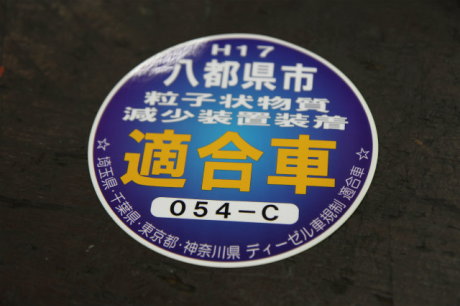 H17
八都県市
粒子状物質
減少装置装着
適合車
054-C
☆埼玉県・千葉県・東京都・神奈川県 ディーゼル車規制 適合車☆